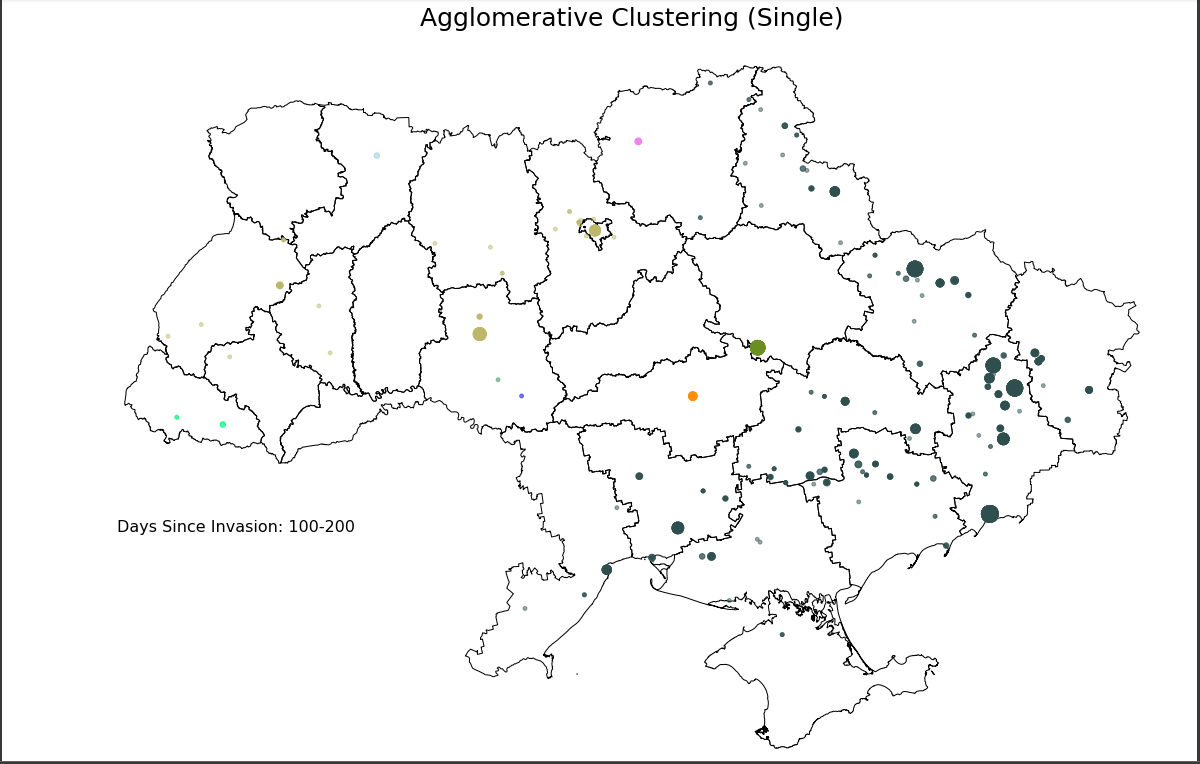 Agglomerative Clustering (Single)
Days Since Invasion: 100-200